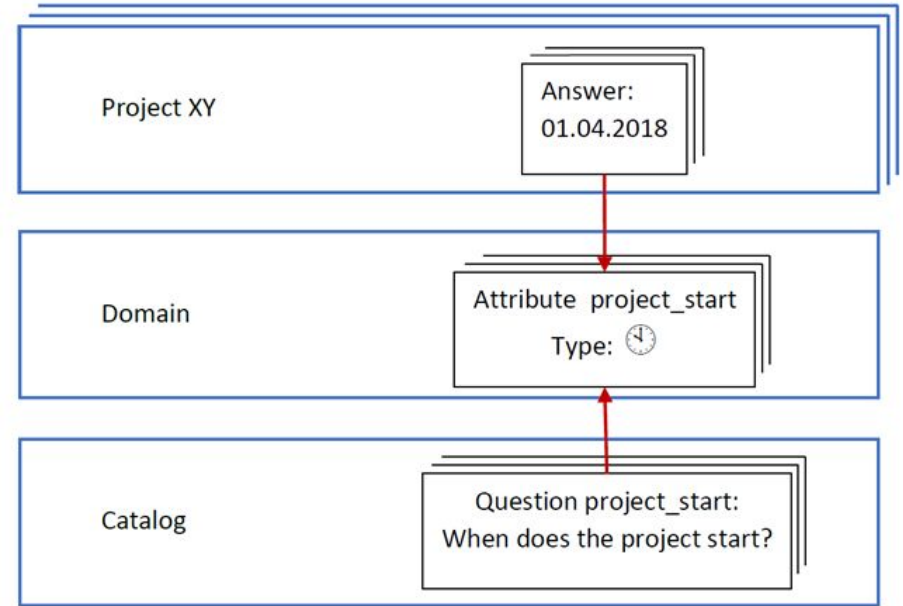 Project XY
Answer:
01.04.2018
Domain
Attribute project_start
Type:
Catalog
Question project_start:
When does the project start?